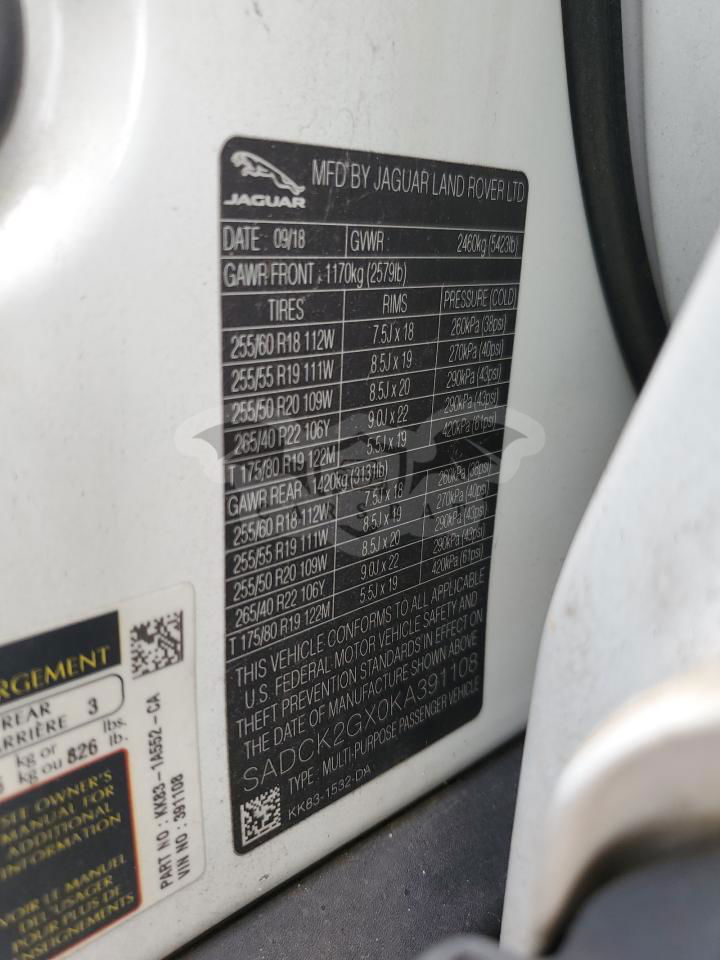 JAGUAR
MFD BY JAGUAR LAND ROVER LTD
DATE: 09/18 GVWR: 2460kg (5423lb)
GAWR FRONT: 1170kg (2579lb)
TIRES RIMS PRESSURE (COLD)
255/60 R18 112W 7.5J x 18 260kPa (38psi)
255/55 R19 111W 8.5J x 19 270kPa (40psi)
255/50 R20 109W 8.5J x 20 290kPa (43psi)
265/40 R22 106Y 9.0J x 22 290kPa (43psi)
T 175/80 R19 122M 5.5J x 19 420kPa (61psi)
GAWR REAR 1420kg (3131lb)
255/60 R18 112W 7.5J x 18 260kPa (38psi)
255/55 R19 111W 8.5J x 19 270kPa (40psi)
255/50 R20 109W 8.5J x 20 290kPa (43psi)
265/40 R22 106Y 9.0J x 22 290kPa (43psi)
T 175/80 R19 122M 5.5J x 19 420kPa (61psi)
THIS VEHICLE CONFORMS TO ALL APPLICABLE
U.S. FEDERAL MOTOR VEHICLE SAFETY AND
THEFT PREVENTION STANDARDS IN EFFECT ON
THE DATE OF MANUFACTURE SHOWN ABOVE
SADCK2GX0KA391108
TYPE: MULTI-PURPOSE PASSENGER VEHICLE
KK83-1532-DA
RGEMENT
REAR 3
ARRIÈRE
kg or 826 lbs.
kg ou lb.
SEE OWNER'S
MANUAL FOR
ADDITIONAL
INFORMATION
VOIR LE MANUEL
DE L'USAGER
POUR PLUS DE
ENSEIGNEMENTS
PART NO: KK83-1A552-CA
VIN NO: 391108